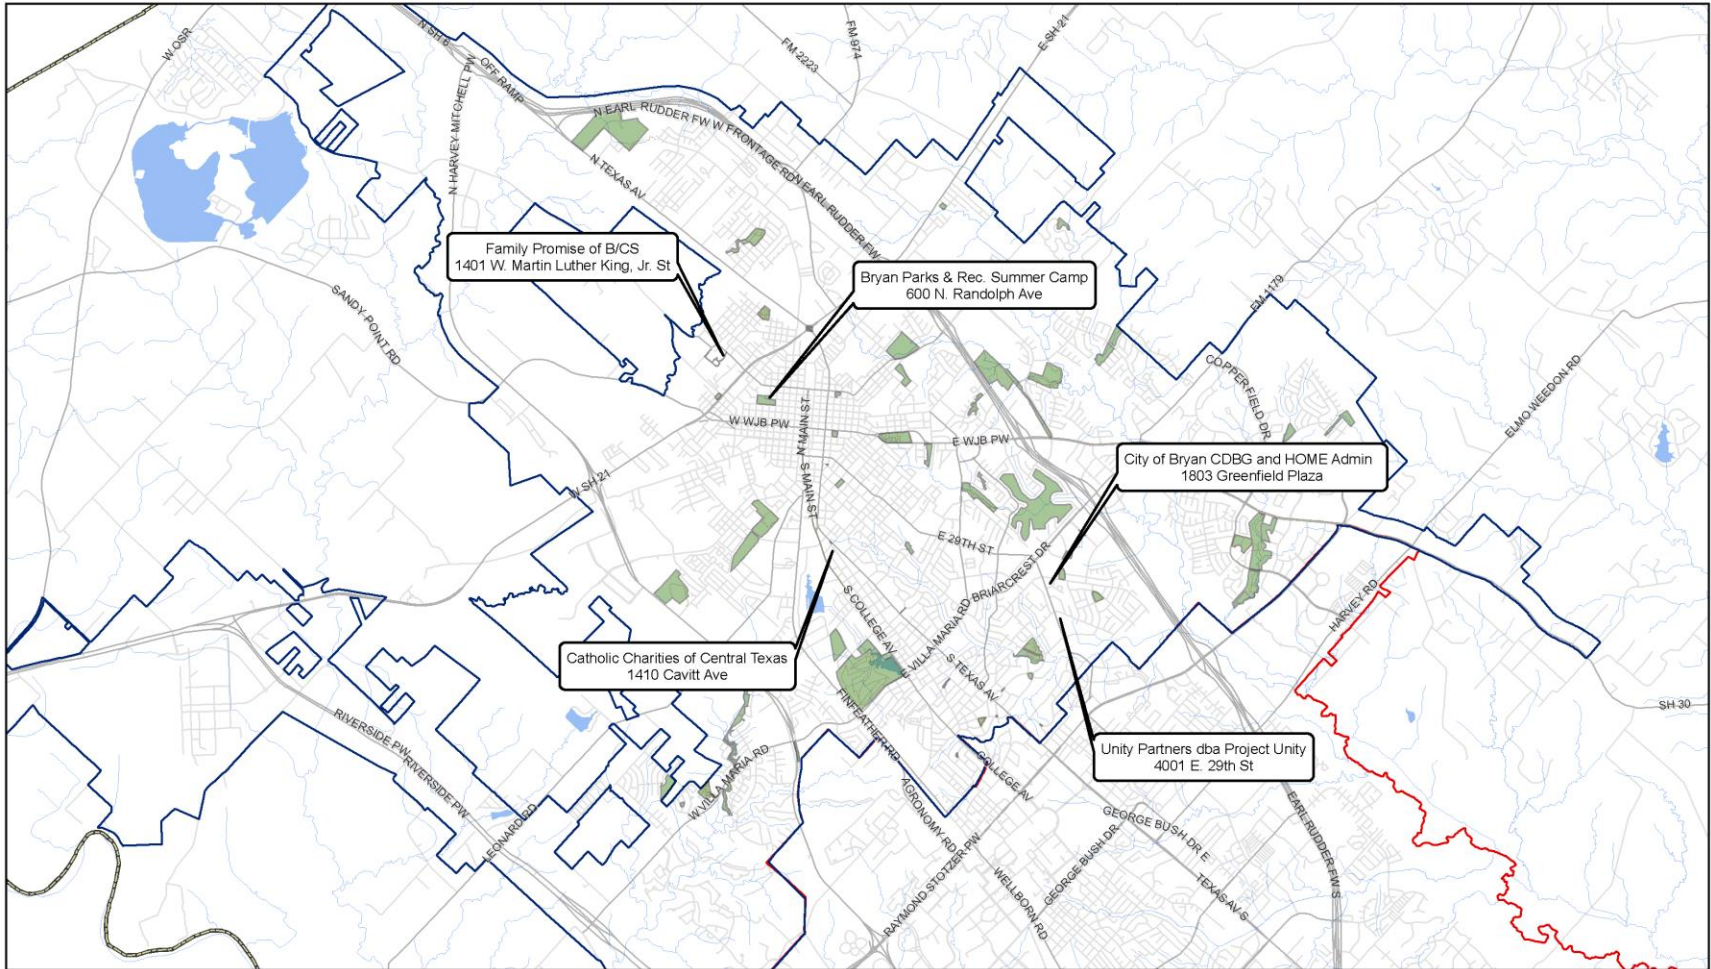 W OSR
N SH 6
OFF RAMP
FM 2223
FM 974
E SH 21
N HARVEY MITCHELL PW
N EARL RUDDER FW W FRONTAGE RD
N TEXAS AV
N EARL RUDDER FW
Family Promise of B/CS
1401 W. Martin Luther King, Jr. St
Bryan Parks & Rec. Summer Camp
600 N. Randolph Ave
SANDY POINT RD
FM 1179
COPPERFIELD DR
ELMO WEEDON RD
W WJB PW
N MAIN ST
E WJB PW
City of Bryan CDBG and HOME Admin
1803 Greenfield Plaza
W SH 21
S MAIN ST
E 29TH ST
BRIARCREST DR
HARVEY RD
S COLLEGE AV
E VILLA MARIA RD
S TEXAS AV
Catholic Charities of Central Texas
1410 Cavitt Ave
SH 30
RIVERSIDE PW
RIVERSIDE PW
FINFEATHER RD
Unity Partners dba Project Unity
4001 E. 29th St
W VILLA MARIA RD
COLLEGE AV
LEONARD RD
AGRONOMY RD
GEORGE BUSH DR E
EARL RUDDER FW S
RAYMOND STOTZER PW
GEORGE BUSH DR
WELLBORN RD
TEXAS AV S